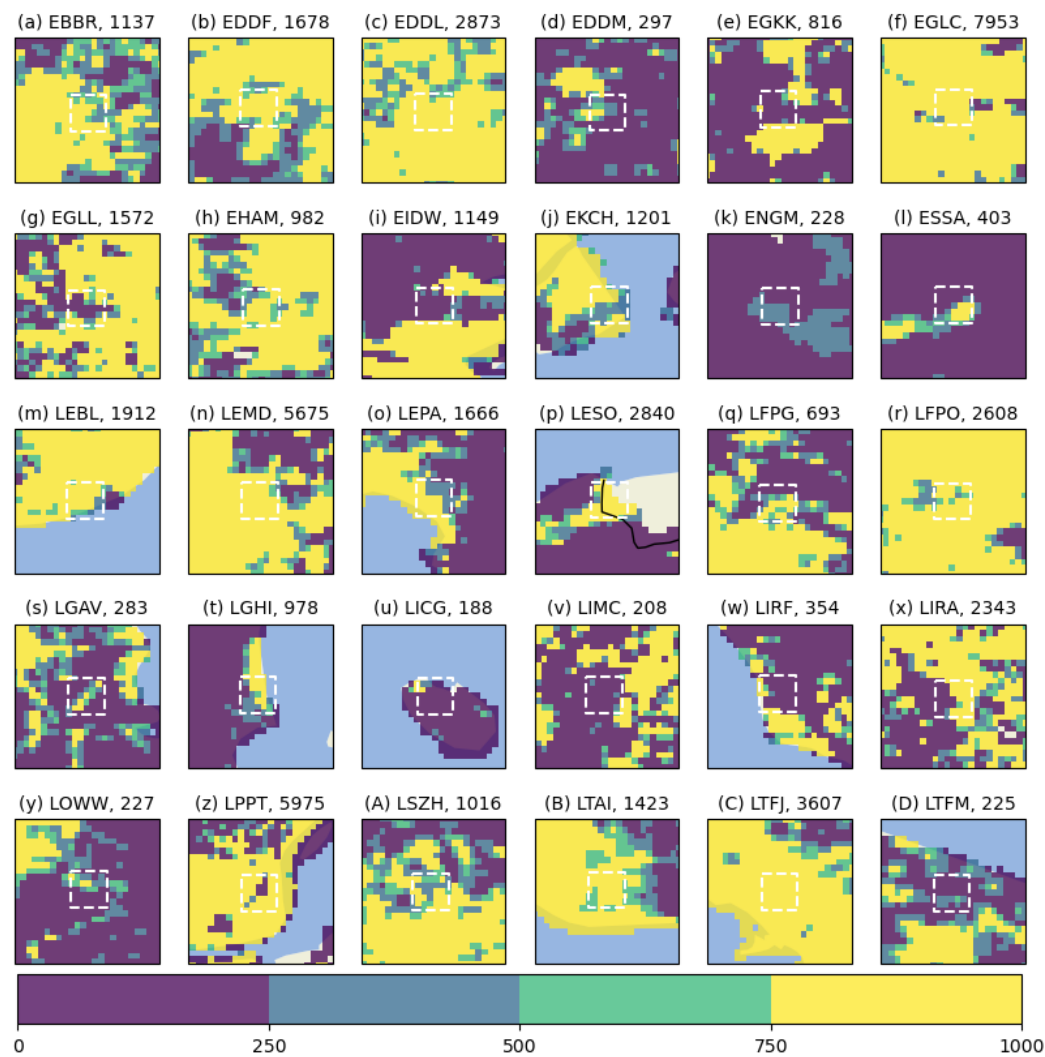 (a) EBBR, 1137 (b) EDDF, 1678 (c) EDDL, 2873 (d) EDDM, 297 (e) EGKK, 816 (f) EGLC, 7953
(g) EGLL, 1572 (h) EHAM, 982 (i) EIDW, 1149 (j) EKCH, 1201 (k) ENGM, 228 (l) ESSA, 403
(m) LEBL, 1912 (n) LEMD, 5675 (o) LEPA, 1666 (p) LESO, 2840 (q) LFPG, 693 (r) LFPO, 2608
(s) LGAV, 283 (t) LGHI, 978 (u) LICG, 188 (v) LIMC, 208 (w) LIRF, 354 (x) LIRA, 2343
(y) LOWW, 227 (z) LPPT, 5975 (A) LSZH, 1016 (B) LTAI, 1423 (C) LTFJ, 3607 (D) LTFM, 225
0 250 500 750 1000